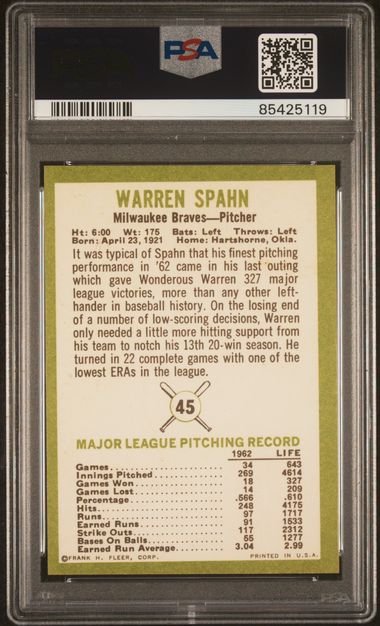 PSA
85425119
WARREN SPAHN
Milwaukee Braves—Pitcher
Ht: 6:00 Wt: 175 Bats: Left Throws: Left
Born: April 23, 1921 Home: Hartshorne, Okla.
It was typical of Spahn that his finest pitching
performance in '62 came in his last outing
which gave Wonderous Warren 327 major
league victories, more than any other left-
hander in baseball history. On the losing end
of a number of low-scoring decisions, Warren
only needed a little more hitting support from
his team to notch his 13th 20-win season. He
turned in 22 complete games with one of the
lowest ERAs in the league.
45
MAJOR LEAGUE PITCHING RECORD
1962 LIFE
Games 34 643
Innings Pitched 269 4614
Games Won 18 327
Games Lost 14 209
Percentage .566 .610
Hits 248 4175
Runs 97 1717
Earned Runs 91 1533
Strike Outs 117 2312
Bases On Balls 55 1277
Earned Run Average 3.04 2.99
©FRANK H. FLEER, CORP. PRINTED IN U.S.A.